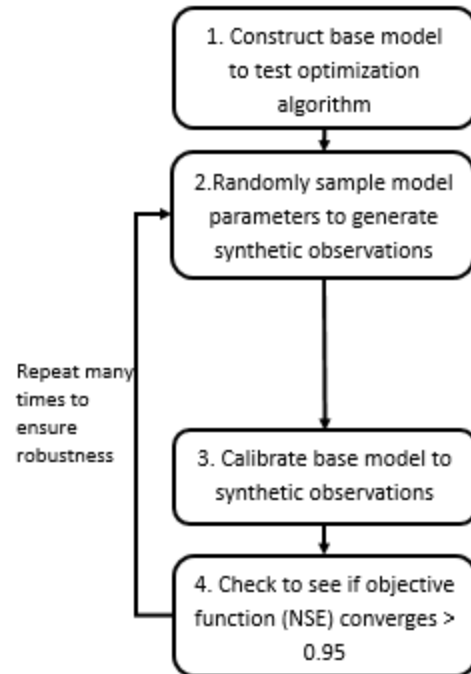 1. Construct base model
to test optimization
algorithm
2.Randomly sample model
parameters to generate
synthetic observations
Repeat many
times to
ensure
robustness
3. Calibrate base model to
synthetic observations
4. Check to see if objective
function (NSE) converges >
0.95